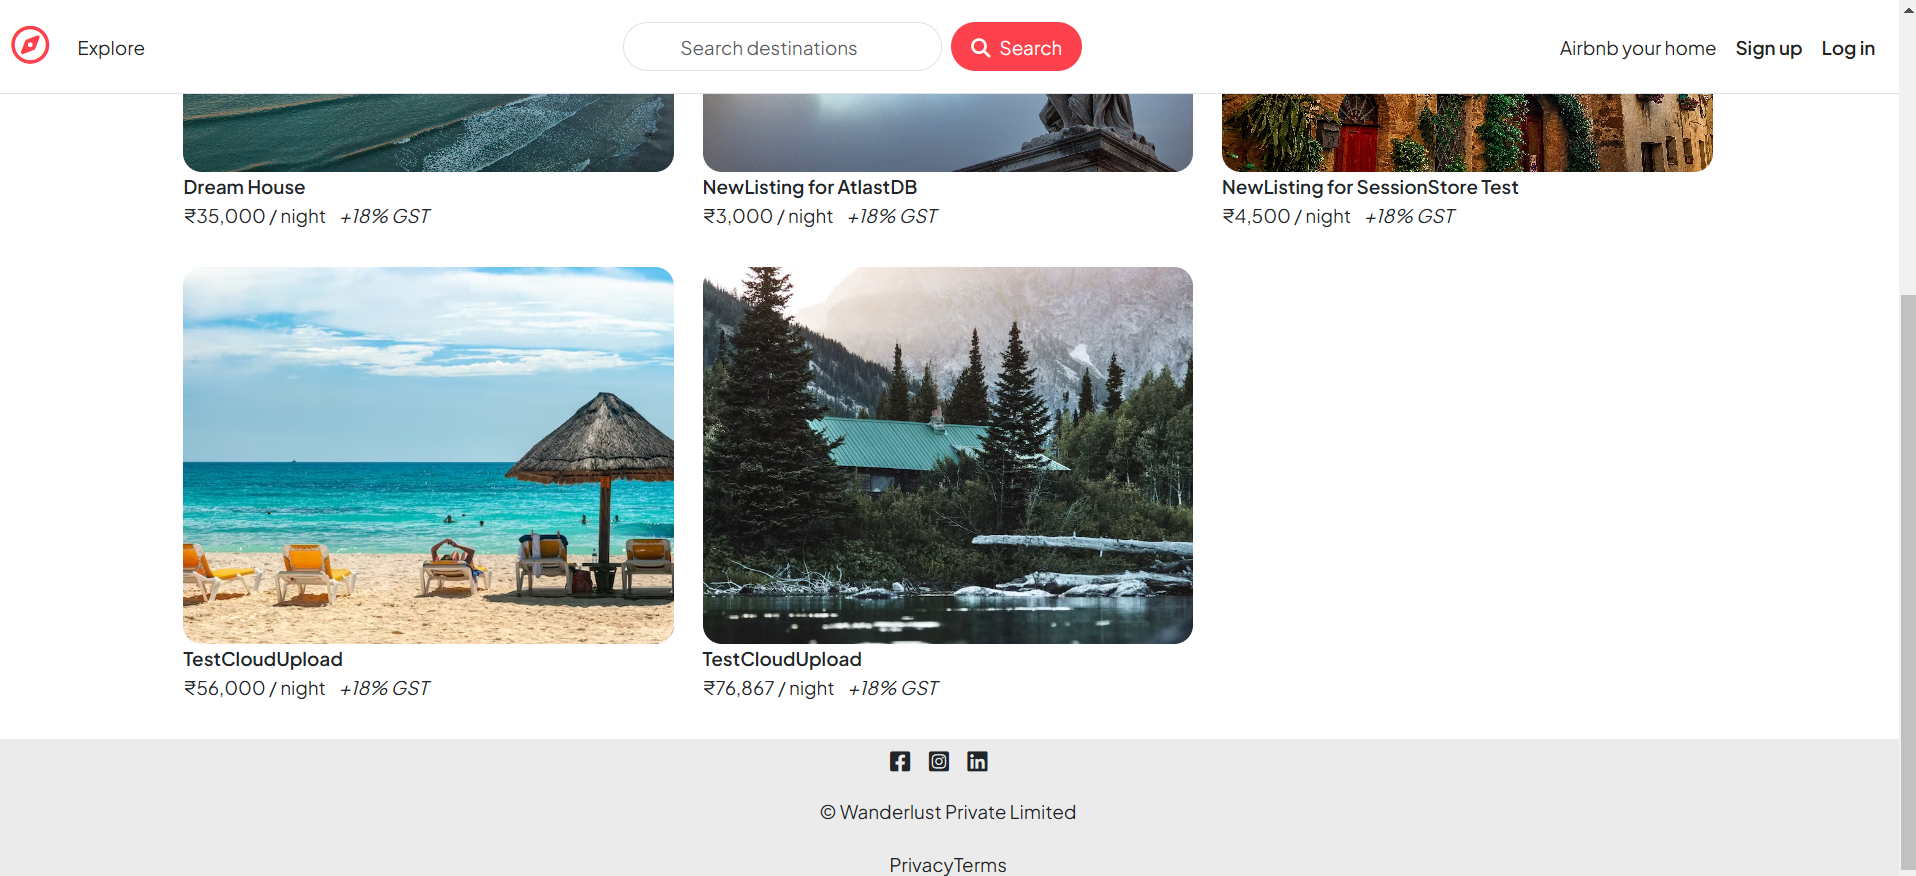 Explore
Search destinations
Search
Airbnb your home
Sign up
Log in
Dream House
₹35,000 / night +18% GST
NewListing for AtlastDB
₹3,000 / night +18% GST
NewListing for SessionStore Test
₹4,500 / night +18% GST
TestCloudUpload
₹56,000 / night +18% GST
TestCloudUpload
₹76,867 / night +18% GST
© Wanderlust Private Limited
PrivacyTerms